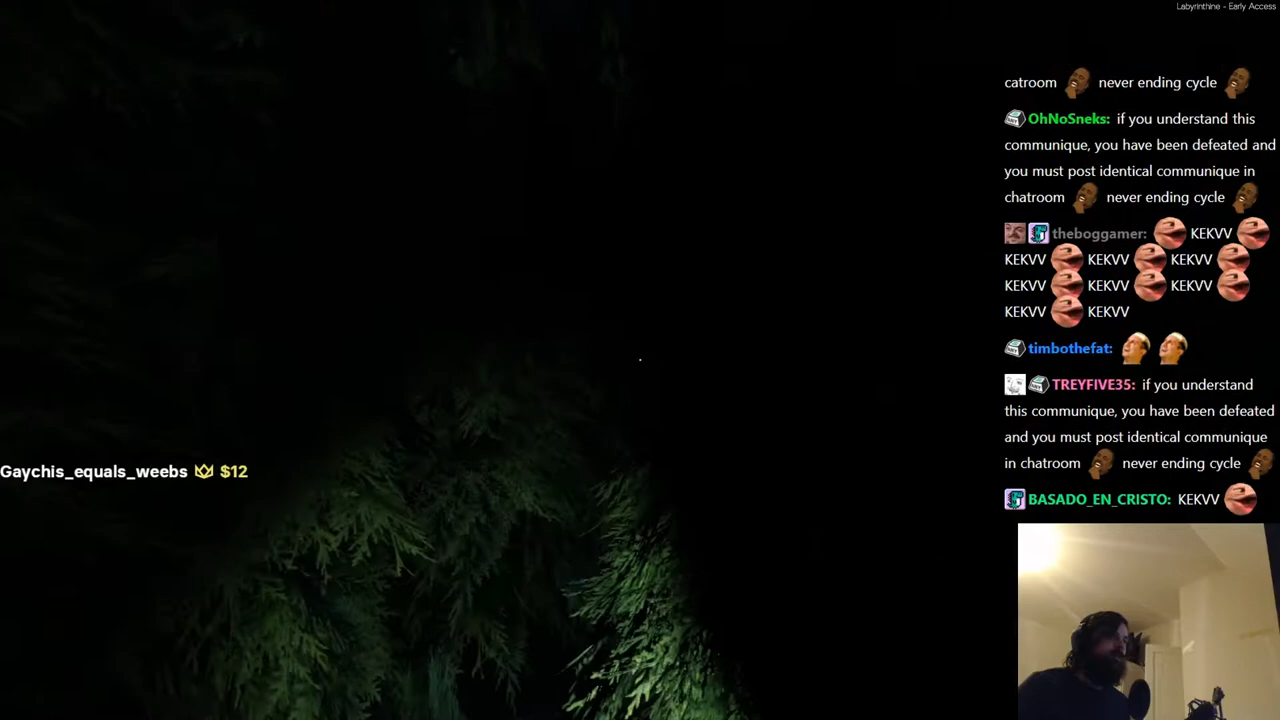 Labyrinthine - Early Access
catroom never ending cycle
OhNoSneks: if you understand this
communique, you have been defeated and
you must post identical communique in
chatroom never ending cycle
theboggamer: KEKVV
KEKVV KEKVV KEKVV
KEKVV KEKVV KEKVV
KEKVV KEKVV
timbothefat:
TREYFIVE35: if you understand
this communique, you have been defeated
and you must post identical communique
in chatroom never ending cycle
Gaychis_equals_weebs $12
BASADO_EN_CRISTO: KEKVV